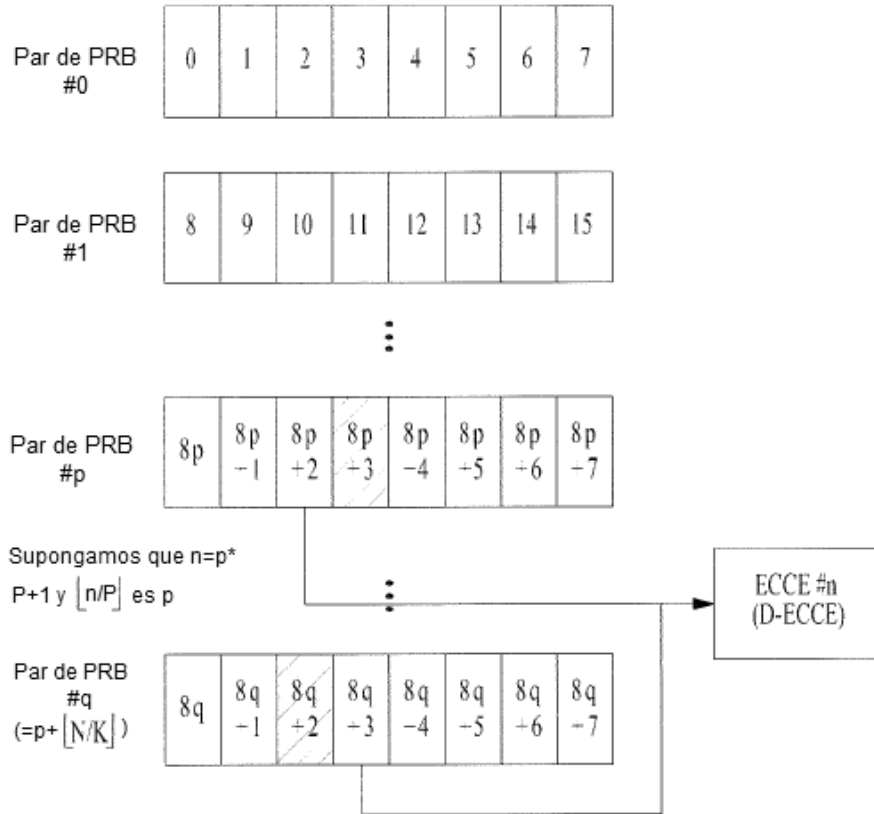 Par de PRB
#0
0 1 2 3 4 5 6 7
Par de PRB
#1
8 9 10 11 12 13 14 15
Par de PRB
#p
8p 8p 8p 8p 8p 8p 8p 8p
+1 +2 +3 +4 +5 +6 +7
Supongamos que n=p*
P+1 y ⌊n/P⌋ es p
ECCE #n
(D-ECCE)
Par de PRB
#q
(=p+⌊N/K⌋)
8q 8q 8q 8q 8q 8q 8q 8q
+1 +2 +3 +4 +5 +6 +7